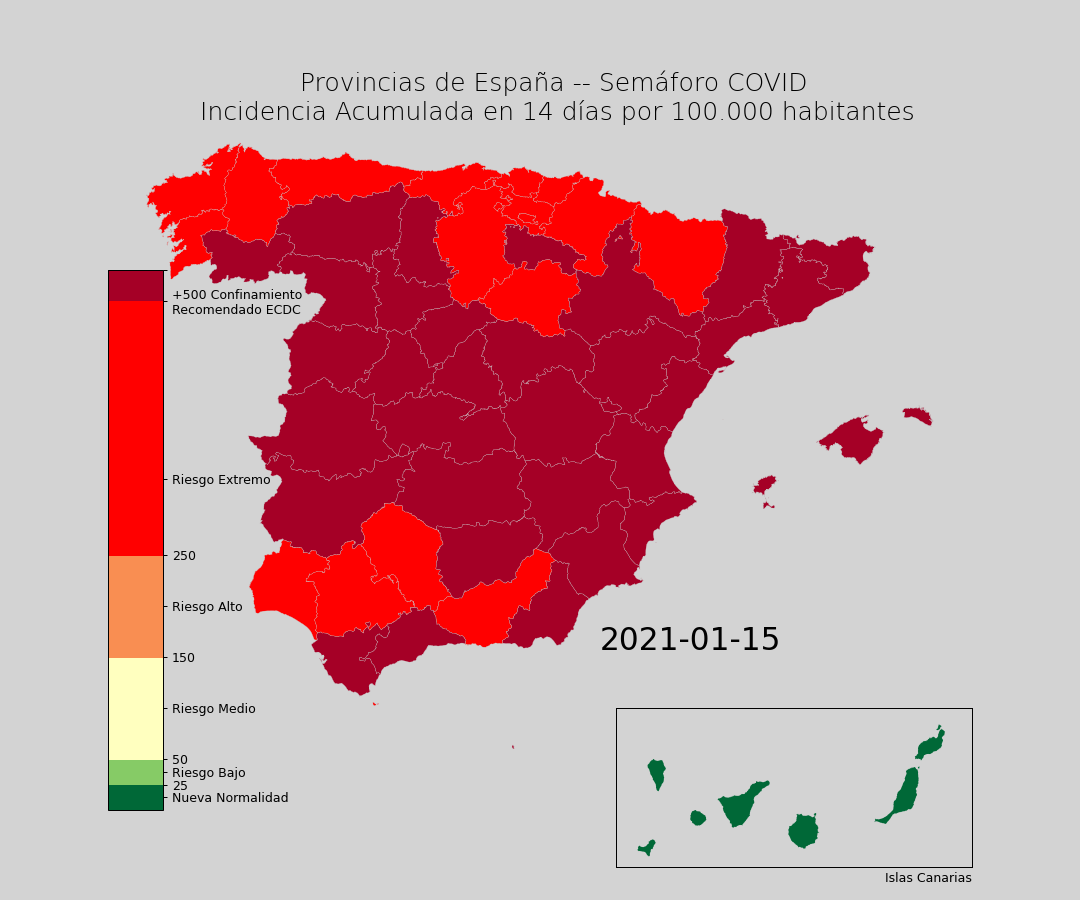 Provincias de España -- Semáforo COVID
Incidencia Acumulada en 14 días por 100.000 habitantes
+500 Confinamiento
Recomendado ECDC
Riesgo Extremo
250
Riesgo Alto
150
Riesgo Medio
50
Riesgo Bajo
25
Nueva Normalidad
2021-01-15
Islas Canarias